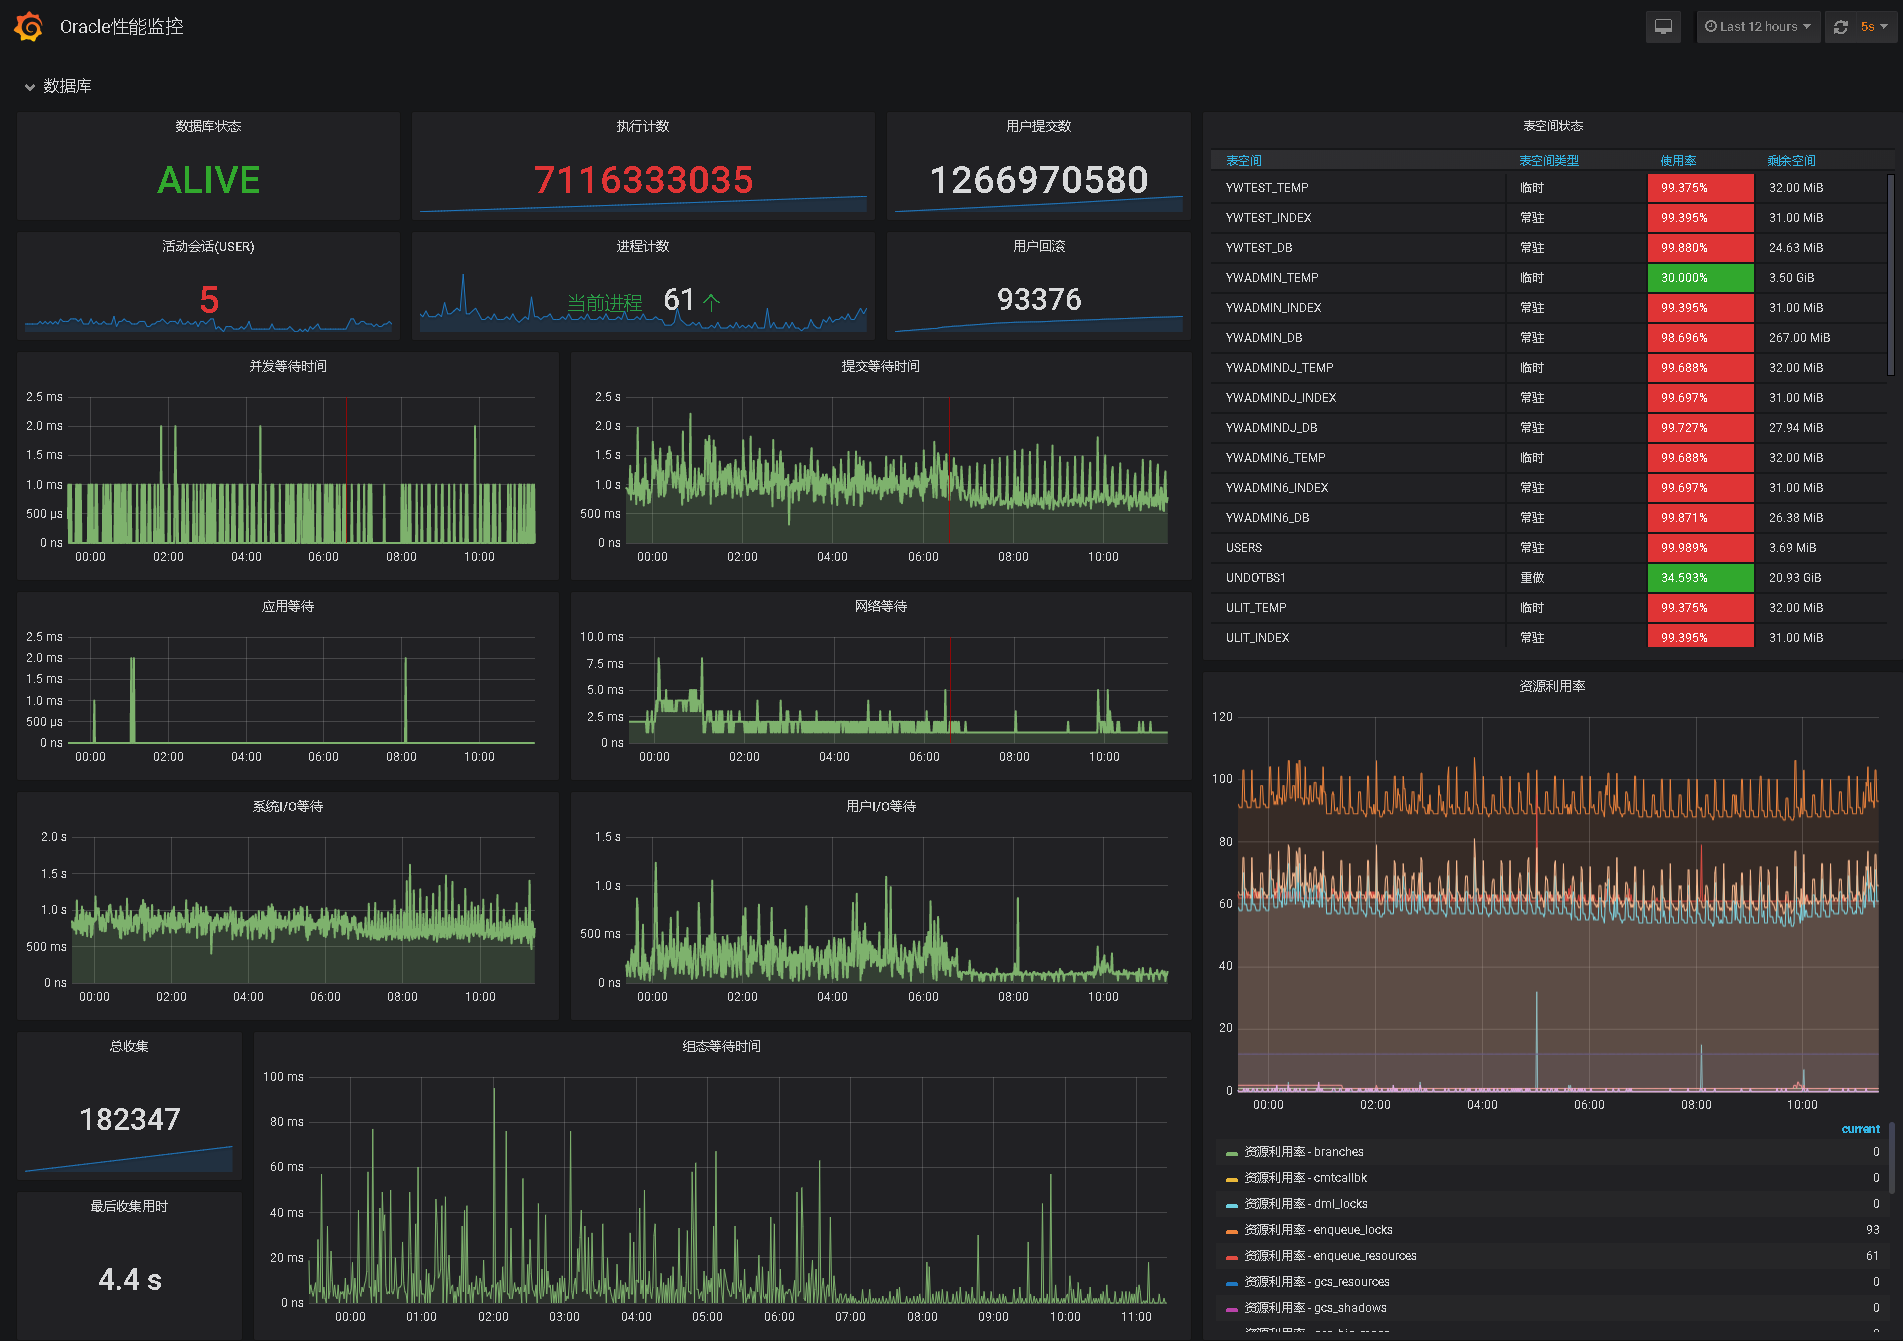 Oracle性能监控
Last 12 hours
5s
数据库
数据库状态
ALIVE
执行计数
7116333035
用户提交数
1266970580
活动会话(USER)
5
进程计数
当前进程 61 个
用户回滚
93376
并发等待时间
2.5 ms
2.0 ms
1.5 ms
1.0 ms
500 µs
0 ns
00:00 02:00 04:00 06:00 08:00 10:00
提交等待时间
2.5 s
2.0 s
1.5 s
1.0 s
500 ms
0 ns
00:00 02:00 04:00 06:00 08:00 10:00
应用等待
2.5 ms
2.0 ms
1.5 ms
1.0 ms
500 µs
0 ns
00:00 02:00 04:00 06:00 08:00 10:00
网络等待
10.0 ms
7.5 ms
5.0 ms
2.5 ms
0 ns
00:00 02:00 04:00 06:00 08:00 10:00
系统I/O等待
2.0 s
1.5 s
1.0 s
500 ms
0 ns
00:00 02:00 04:00 06:00 08:00 10:00
用户I/O等待
1.5 s
1.0 s
500 ms
0 ns
00:00 02:00 04:00 06:00 08:00 10:00
总收集
182347
最后收集用时
4.4 s
组态等待时间
100 ms
80 ms
60 ms
40 ms
20 ms
0 ns
00:00 01:00 02:00 03:00 04:00 05:00 06:00 07:00 08:00 09:00 10:00 11:00
表空间状态
表空间 表空间类型 使用率 剩余空间
YWTEST_TEMP 临时 99.375% 32.00 MiB
YWTEST_INDEX 常驻 99.395% 31.00 MiB
YWTEST_DB 常驻 99.880% 24.63 MiB
YWADMIN_TEMP 临时 30.000% 3.50 GiB
YWADMIN_INDEX 常驻 99.395% 31.00 MiB
YWADMIN_DB 常驻 98.696% 267.00 MiB
YWADMINDJ_TEMP 临时 99.688% 32.00 MiB
YWADMINDJ_INDEX 常驻 99.697% 31.00 MiB
YWADMINDJ_DB 常驻 99.727% 27.94 MiB
YWADMIN6_TEMP 临时 99.688% 32.00 MiB
YWADMIN6_INDEX 常驻 99.697% 31.00 MiB
YWADMIN6_DB 常驻 99.871% 26.38 MiB
USERS 常驻 99.989% 3.69 MiB
UNDOTBS1 重做 34.593% 20.93 GiB
ULIT_TEMP 临时 99.375% 32.00 MiB
ULIT_INDEX 常驻 99.395% 31.00 MiB
资源利用率
120
100
80
60
40
20
0
00:00 02:00 04:00 06:00 08:00 10:00
current
资源利用率 - branches 0
资源利用率 - cmtcallbk 0
资源利用率 - dml_locks 0
资源利用率 - enqueue_locks 93
资源利用率 - enqueue_resources 61
资源利用率 - gcs_resources 0
资源利用率 - gcs_shadows 0